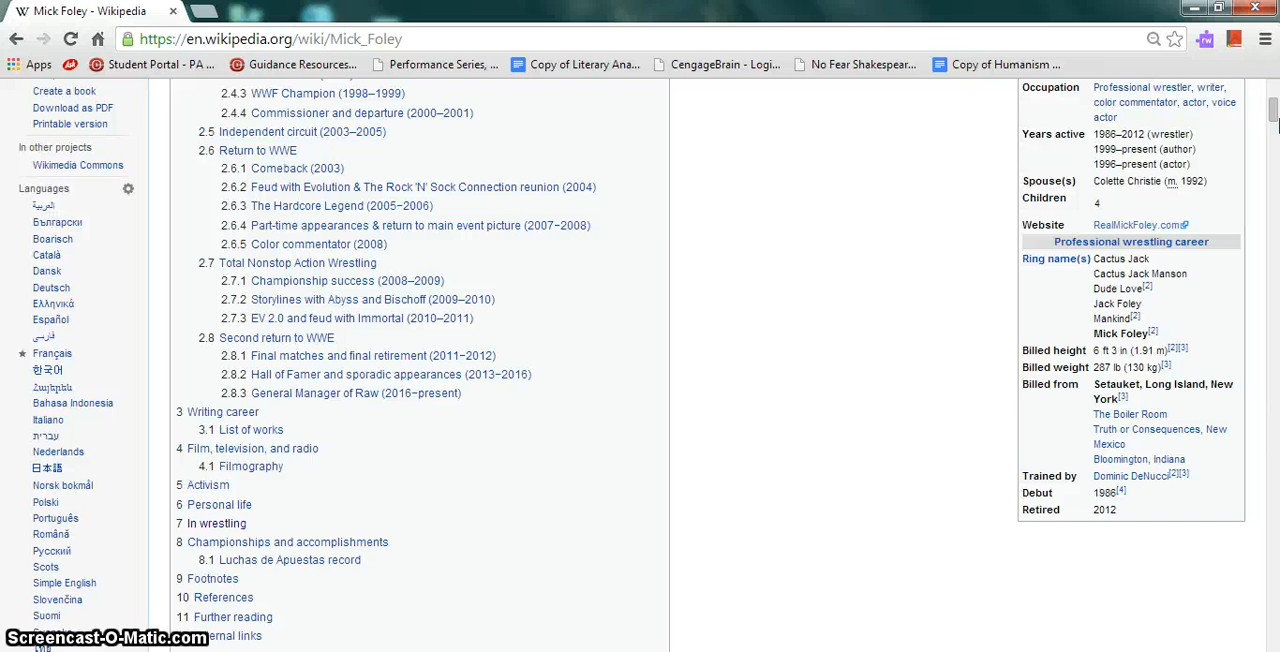 Mick Foley - Wikipedia
https://en.wikipedia.org/wiki/Mick_Foley
Apps
Student Portal - PA ...
Guidance Resources...
Performance Series, ...
Copy of Literary Ana...
CengageBrain - Logi...
No Fear Shakespear...
Copy of Humanism ...
Create a book
Download as PDF
Printable version
In other projects
Wikimedia Commons
Languages
العربية
Български
Boarisch
Català
Dansk
Deutsch
Ελληνικά
Español
فارسی
Français
한국어
Հայերեն
Bahasa Indonesia
Italiano
עברית
Nederlands
日本語
Norsk bokmål
Polski
Português
Română
Русский
Scots
Simple English
Slovenčina
Suomi
ไทย
2.4.3 WWF Champion (1998–1999)
2.4.4 Commissioner and departure (2000–2001)
2.5 Independent circuit (2003–2005)
2.6 Return to WWE
2.6.1 Comeback (2003)
2.6.2 Feud with Evolution & The Rock 'N' Sock Connection reunion (2004)
2.6.3 The Hardcore Legend (2005–2006)
2.6.4 Part-time appearances & return to main event picture (2007–2008)
2.6.5 Color commentator (2008)
2.7 Total Nonstop Action Wrestling
2.7.1 Championship success (2008–2009)
2.7.2 Storylines with Abyss and Bischoff (2009–2010)
2.7.3 EV 2.0 and feud with Immortal (2010–2011)
2.8 Second return to WWE
2.8.1 Final matches and final retirement (2011–2012)
2.8.2 Hall of Famer and sporadic appearances (2013–2016)
2.8.3 General Manager of Raw (2016–present)
3 Writing career
3.1 List of works
4 Film, television, and radio
4.1 Filmography
5 Activism
6 Personal life
7 In wrestling
8 Championships and accomplishments
8.1 Luchas de Apuestas record
9 Footnotes
10 References
11 Further reading
ernal links
Occupation Professional wrestler, writer,
color commentator, actor, voice
actor
Years active 1986–2012 (wrestler)
1999–present (author)
1996–present (actor)
Spouse(s) Colette Christie (m. 1992)
Children 4
Website RealMickFoley.com
Professional wrestling career
Ring name(s) Cactus Jack
Cactus Jack Manson
Dude Love[2]
Jack Foley
Mankind[2]
Mick Foley[2]
Billed height 6 ft 3 in (1.91 m)[2][3]
Billed weight 287 lb (130 kg)[3]
Billed from Setauket, Long Island, New
York[3]
The Boiler Room
Truth or Consequences, New
Mexico
Bloomington, Indiana
Trained by Dominic DeNucci[2][3]
Debut 1986[4]
Retired 2012
Screencast-O-Matic.com